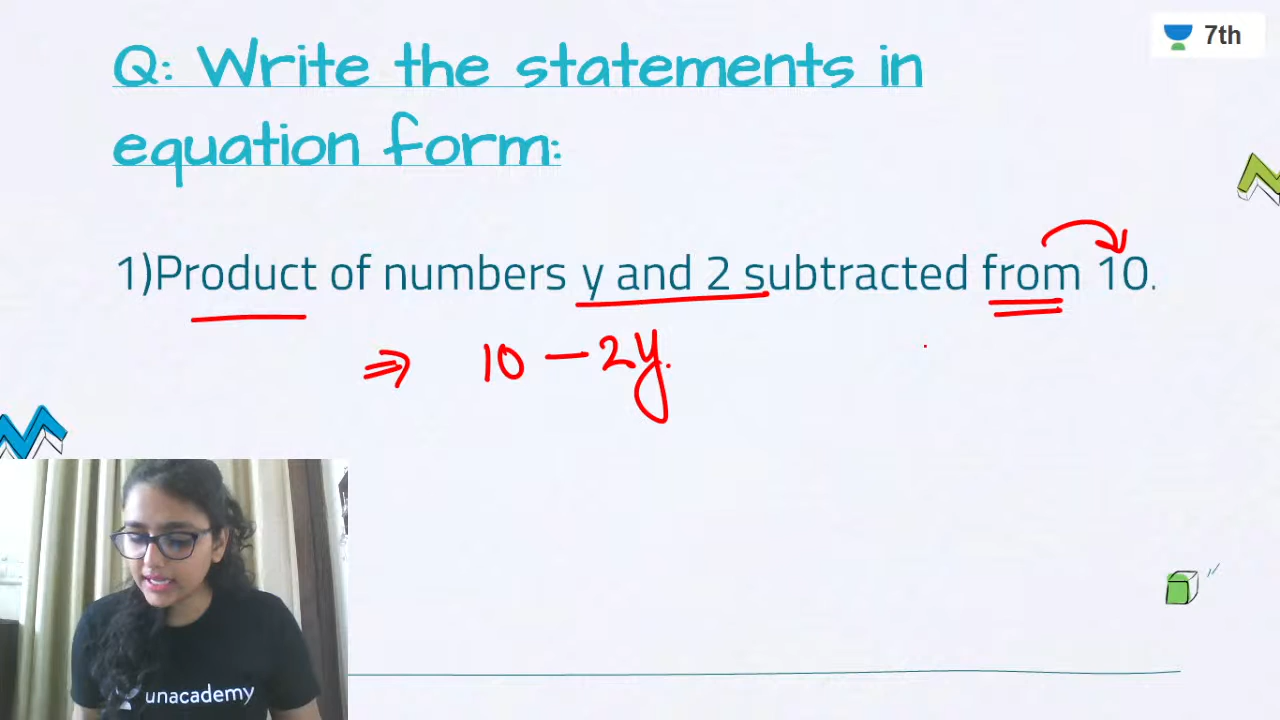 7th
Q: Write the statements in
equation form:
1)Product of numbers y and 2 subtracted from 10.
⇒ 10 - 2y.
unacademy